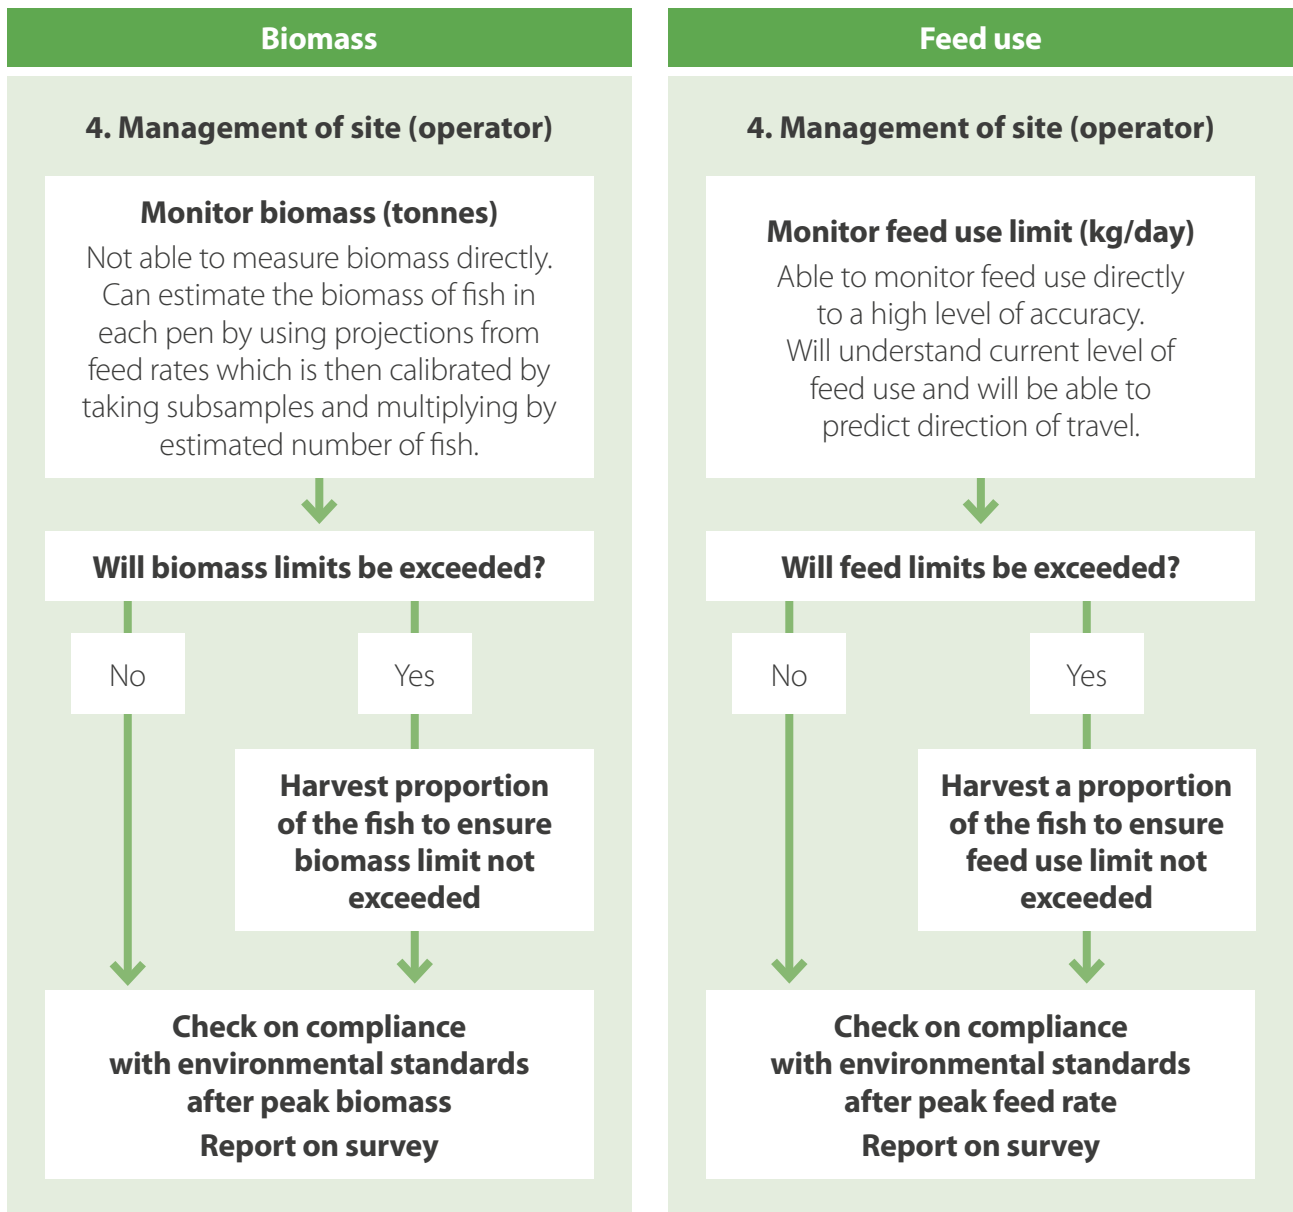 Biomass
4. Management of site (operator)
Monitor biomass (tonnes)
Not able to measure biomass directly.
Can estimate the biomass of fish in
each pen by using projections from
feed rates which is then calibrated by
taking subsamples and multiplying by
estimated number of fish.
Will biomass limits be exceeded?
No
Yes
Harvest proportion
of the fish to ensure
biomass limit not
exceeded
Check on compliance
with environmental standards
after peak biomass
Report on survey
Feed use
4. Management of site (operator)
Monitor feed use limit (kg/day)
Able to monitor feed use directly
to a high level of accuracy.
Will understand current level of
feed use and will be able to
predict direction of travel.
Will feed limits be exceeded?
No
Yes
Harvest a proportion
of the fish to ensure
feed use limit not
exceeded
Check on compliance
with environmental standards
after peak feed rate
Report on survey